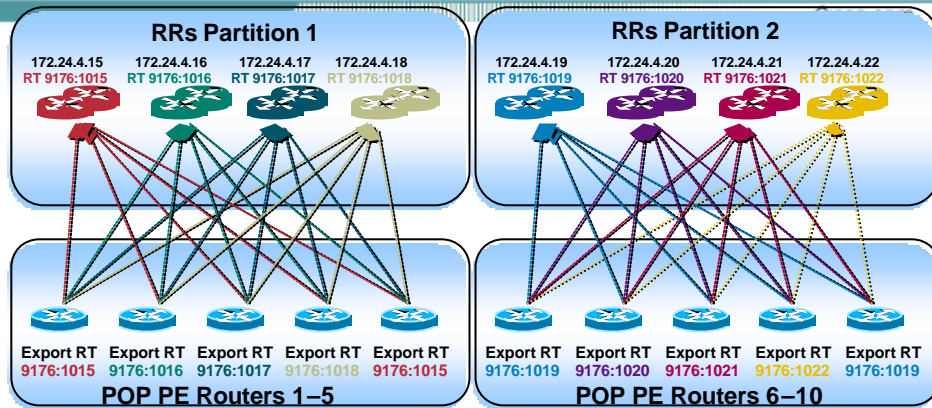 RRs Partition 1
172.24.4.15 172.24.4.16 172.24.4.17 172.24.4.18
RT 9176:1015 RT 9176:1016 RT 9176:1017 RT 9176:1018
Export RT Export RT Export RT Export RT Export RT
9176:1015 9176:1016 9176:1017 9176:1018 9176:1015
POP PE Routers 1–5
RRs Partition 2
172.24.4.19 172.24.4.20 172.24.4.21 172.24.4.22
RT 9176:1019 RT 9176:1020 RT 9176:1021 RT 9176:1022
Export RT Export RT Export RT Export RT Export RT
9176:1019 9176:1020 9176:1021 9176:1022 9176:1019
POP PE Routers 6–10